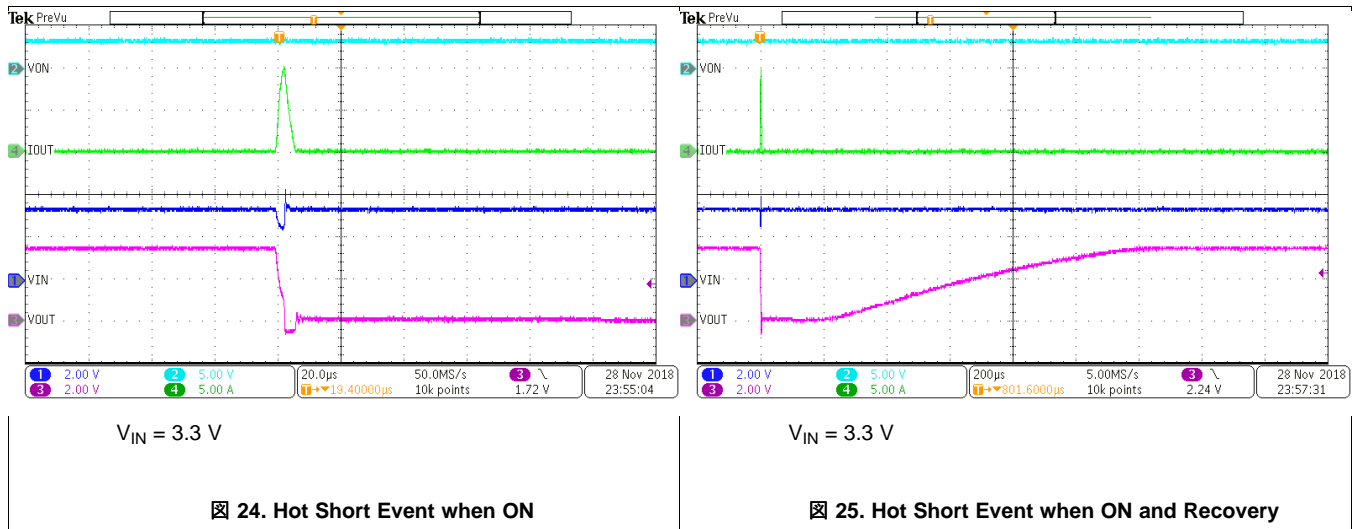 Tek PreVu
T
T
2 VON
4 IOUT
1 VIN
3 VOUT
1 2.00 V 2 5.00 V
3 2.00 V 4 5.00 A
20.0µs 50.0MS/s 3 \
T→▼19.40000µs 10k points 1.72 V
28 Nov 2018
23:55:04
VIN = 3.3 V
図 24. Hot Short Event when ON
Tek PreVu
T
T
2 VON
4 IOUT
1 VIN
3 VOUT
1 2.00 V 2 5.00 V
3 2.00 V 4 5.00 A
200µs 5.00MS/s 3 \
T→▼801.6000µs 10k points 2.24 V
28 Nov 2018
23:57:31
VIN = 3.3 V
図 25. Hot Short Event when ON and Recovery